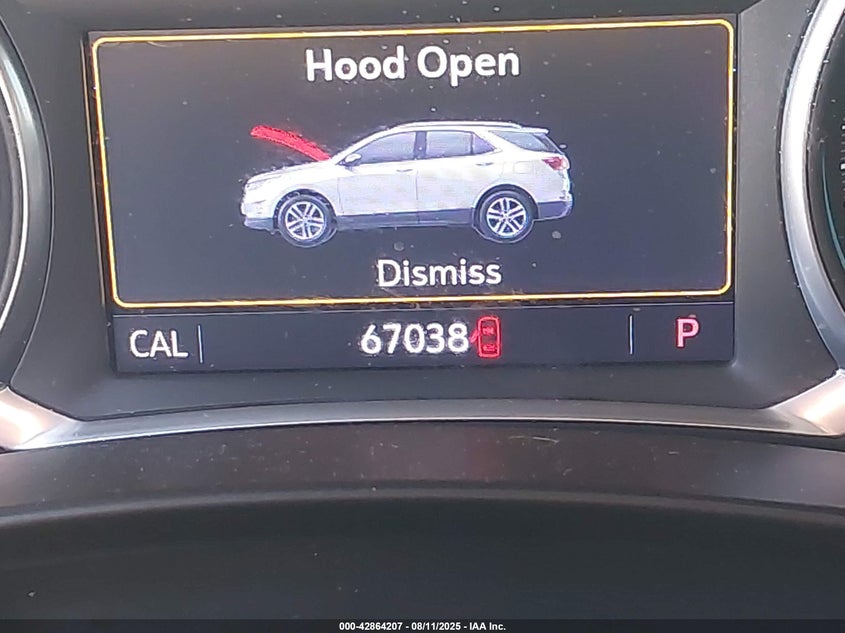 Hood Open
Dismiss
CAL 67038 P
000-42864207 - 08/11/2025 - IAA Inc.